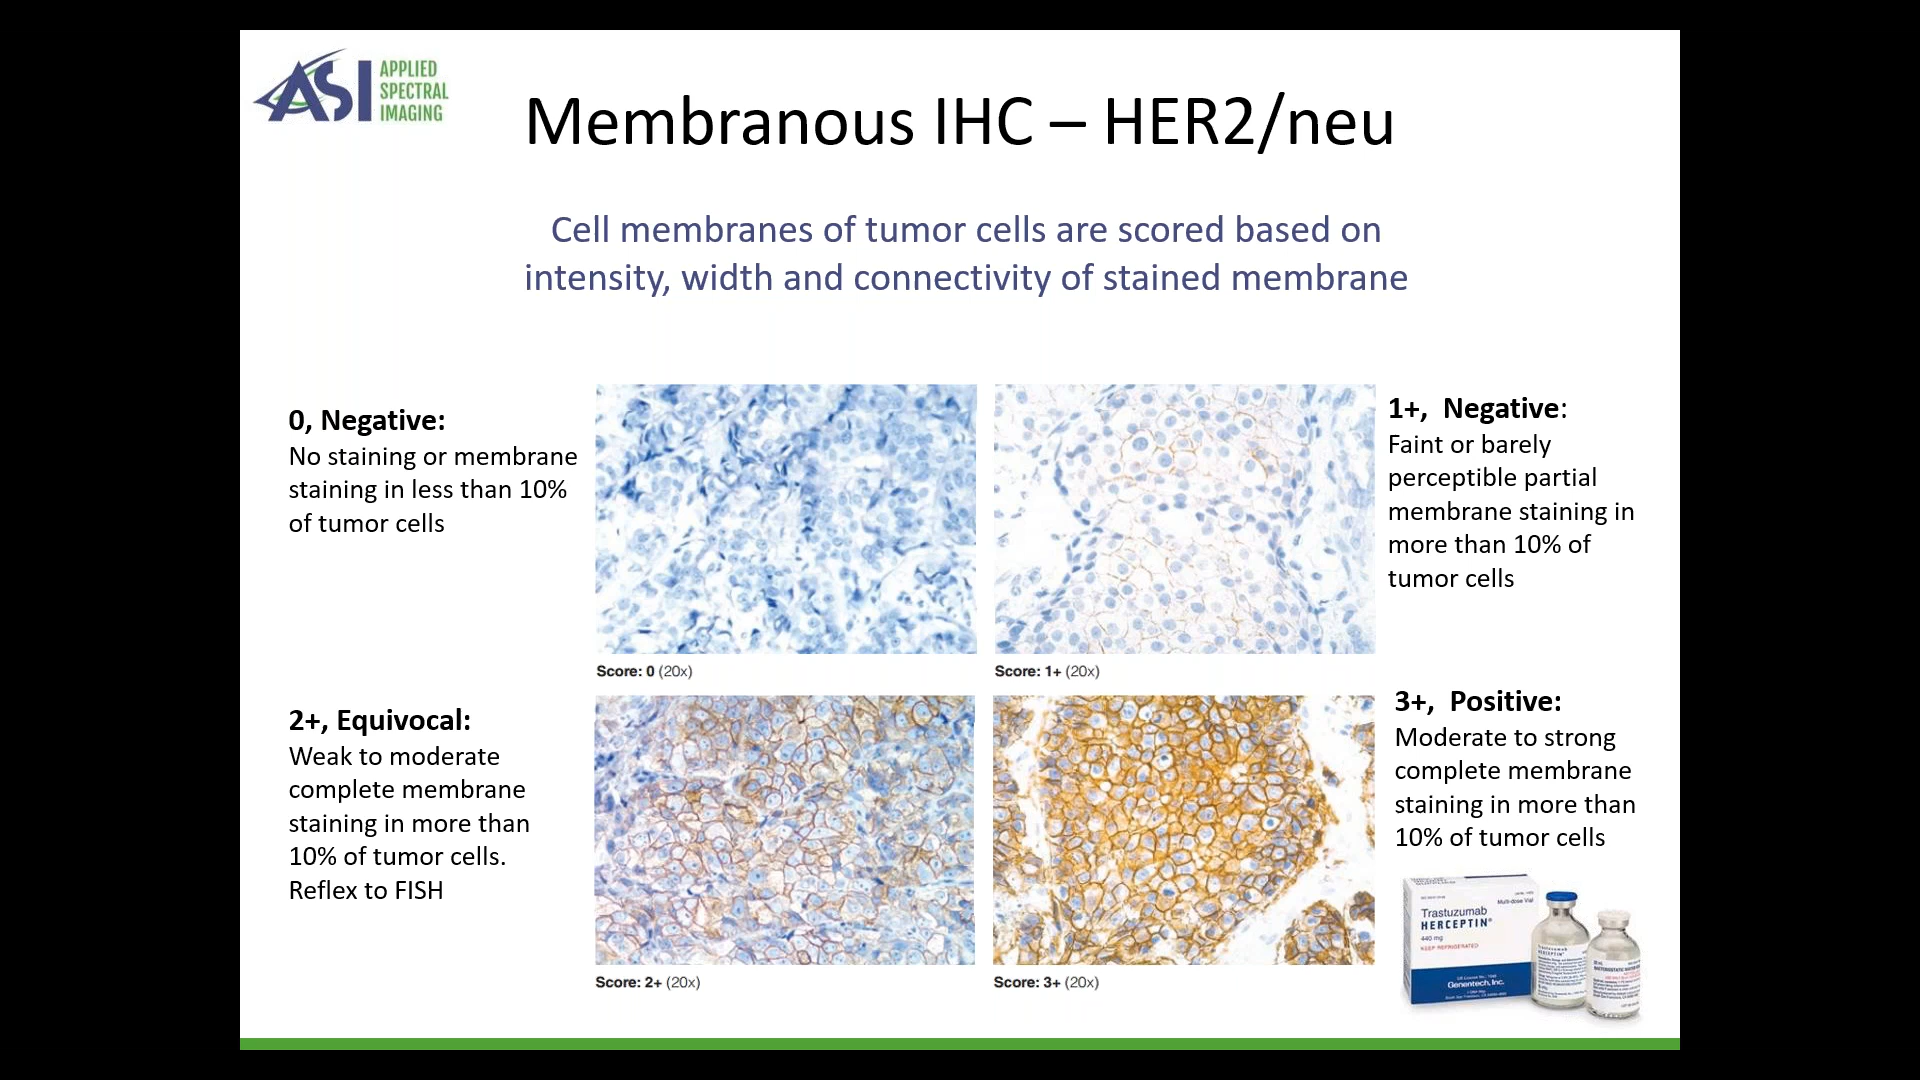 ASI APPLIED
SPECTRAL
IMAGING
Membranous IHC – HER2/neu
Cell membranes of tumor cells are scored based on
intensity, width and connectivity of stained membrane
0, Negative:
No staining or membrane
staining in less than 10%
of tumor cells
Score: 0 (20x)
1+, Negative:
Faint or barely
perceptible partial
membrane staining in
more than 10% of
tumor cells
Score: 1+ (20x)
2+, Equivocal:
Weak to moderate
complete membrane
staining in more than
10% of tumor cells.
Reflex to FISH
Score: 2+ (20x)
3+, Positive:
Moderate to strong
complete membrane
staining in more than
10% of tumor cells
Score: 3+ (20x)
Multi-dose Vial
Trastuzumab
HERCEPTIN®
440 mg
KEEP REFRIGERATED
Genentech, Inc.
Trastuzumab
HERCEPTIN